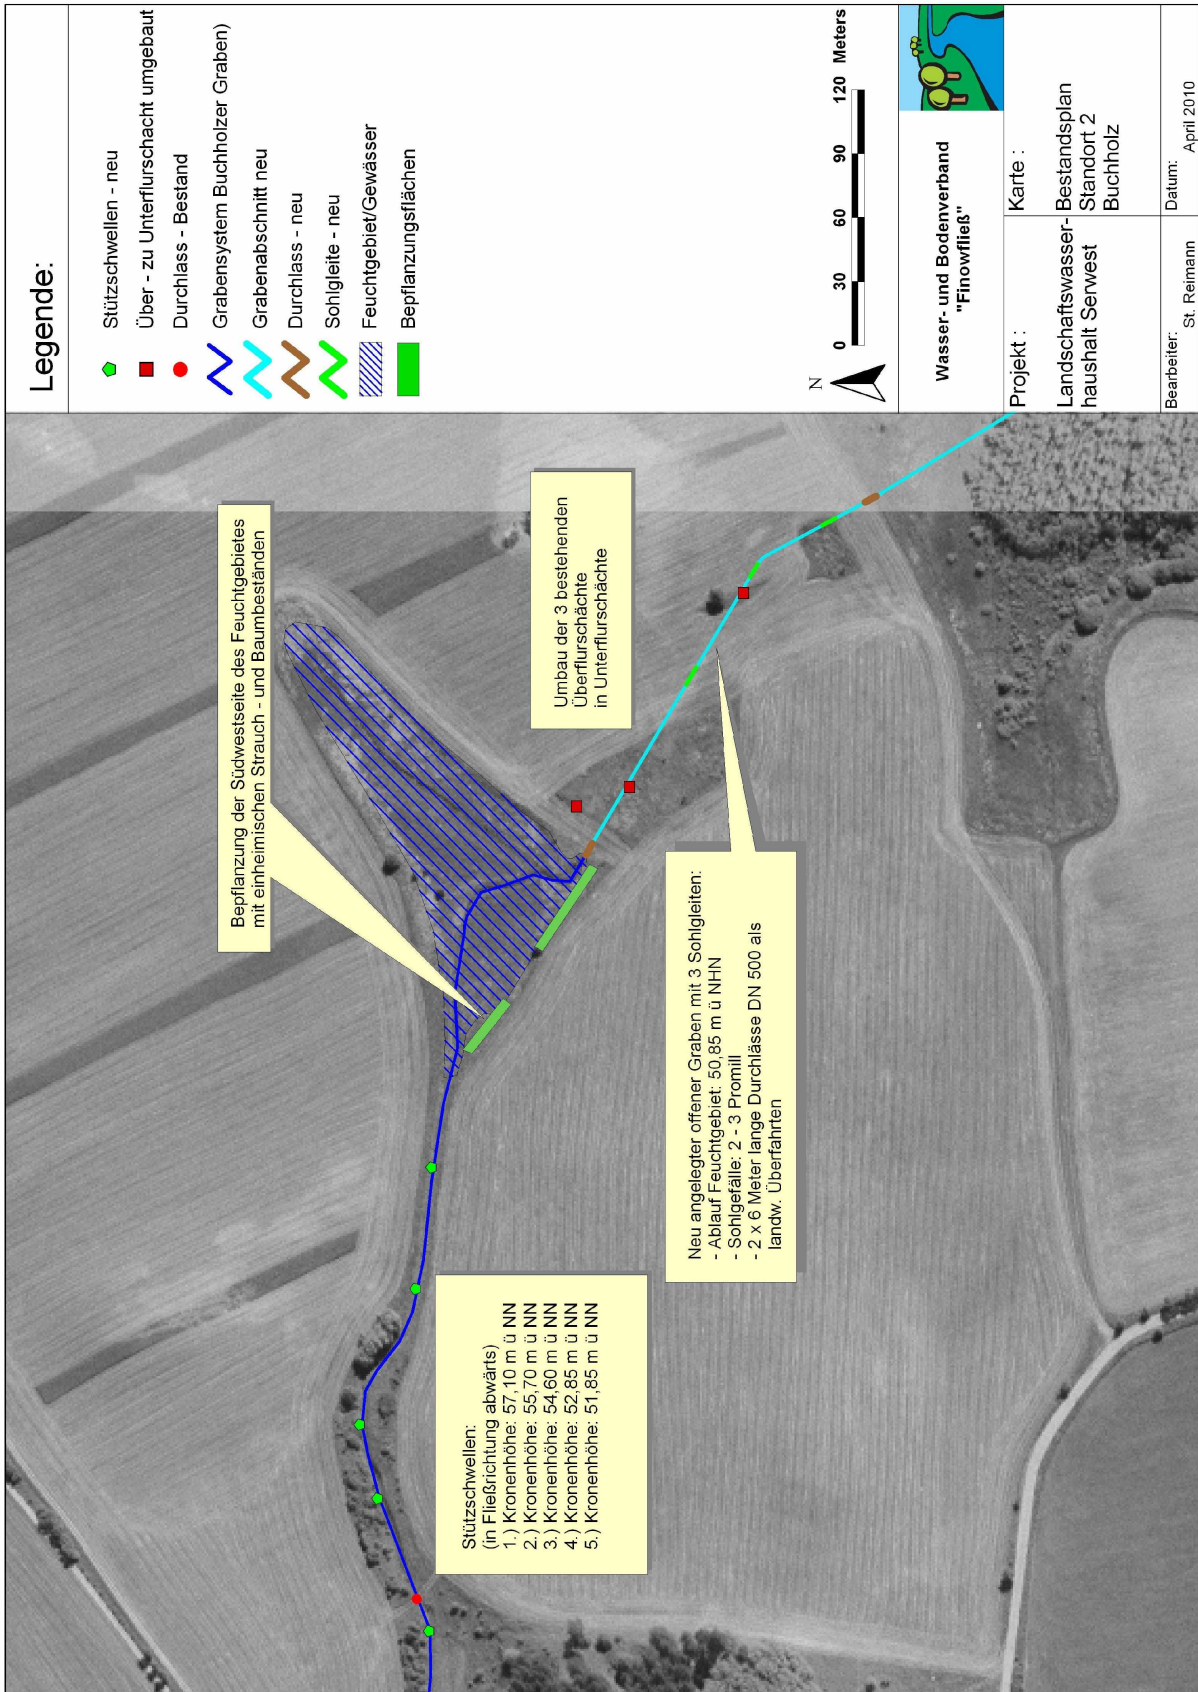 Legende:
Stützschwellen - neu
Über - zu Unterflurschacht umgebaut
Durchlass - Bestand
Grabensystem Buchholzer Graben)
Grabenabschnitt neu
Durchlass - neu
Sohlgleite - neu
Feuchtgebiet/Gewässer
Bepflanzungsflächen
N
0 30 60 90 120 Meters
Wasser- und Bodenverband
"Finowfließ"
Projekt :
Landschaftswasser-
haushalt Serwest
Karte :
Bestandsplan
Standort 2
Buchholz
Bearbeiter:
St. Reimann
Datum:
April 2010
Bepflanzung der Südwestseite des Feuchtgebietes
mit einheimischen Strauch - und Baumbeständen
Umbau der 3 bestehenden
Überflurschächte
in Unterflurschächte
Stützschwellen:
(in Fließrichtung abwärts)
1.) Kronenhöhe: 57,10 m ü NN
2.) Kronenhöhe: 55,70 m ü NN
3.) Kronenhöhe: 54,60 m ü NN
4.) Kronenhöhe: 52,85 m ü NN
5.) Kronenhöhe: 51,85 m ü NN
Neu angelegter offener Graben mit 3 Sohlgleiten:
- Ablauf Feuchtgebiet: 50,85 m ü NHN
- Sohlgefälle: 2 - 3 Promill
- 2 x 6 Meter lange Durchlässe DN 500 als
landw. Überfahrten